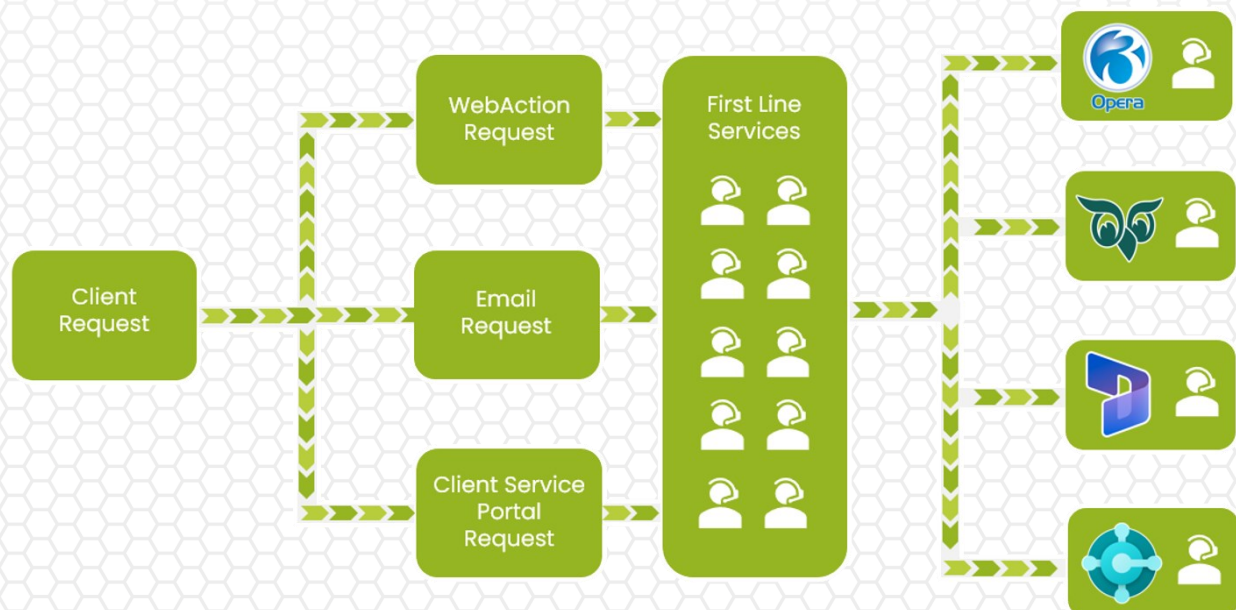 Client
Request
WebAction
Request
Email
Request
Client Service
Portal
Request
First Line
Services
Opera